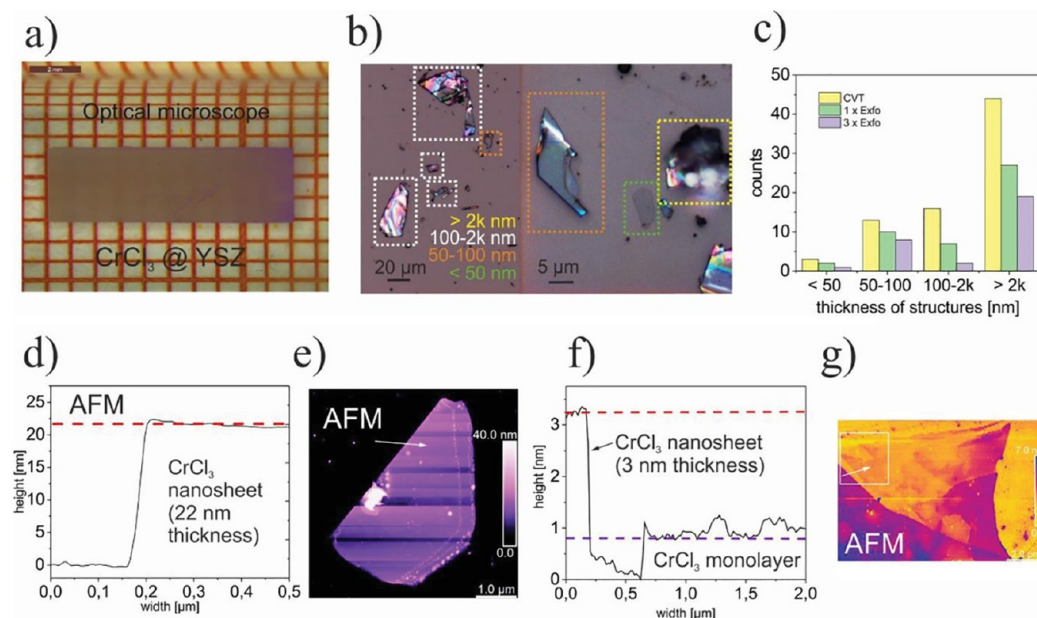 a)
2 mm
Optical microscope
CrCl₃ @ YSZ
b)
> 2k nm
100-2k nm
50-100 nm
< 50 nm
20 µm
5 µm
c)
50
40
30
20
10
0
counts
CVT
1 x Exfo
3 x Exfo
< 50
50-100
100-2k
> 2k
thickness of structures [nm]
d)
AFM
25
22
20
15
12
10
5
2
0
height [nm]
CrCl₃
nanosheet
(22 nm
thickness)
0,0
0,1
0,2
0,3
0,4
0,5
width [µm]
e)
AFM
40.0 nm
0.0
1.0 µm
f)
3
2
1
0
height [nm]
CrCl₃ nanosheet
(3 nm thickness)
CrCl₃ monolayer
0,0
0,5
1,0
1,5
2,0
width [µm]
g)
AFM